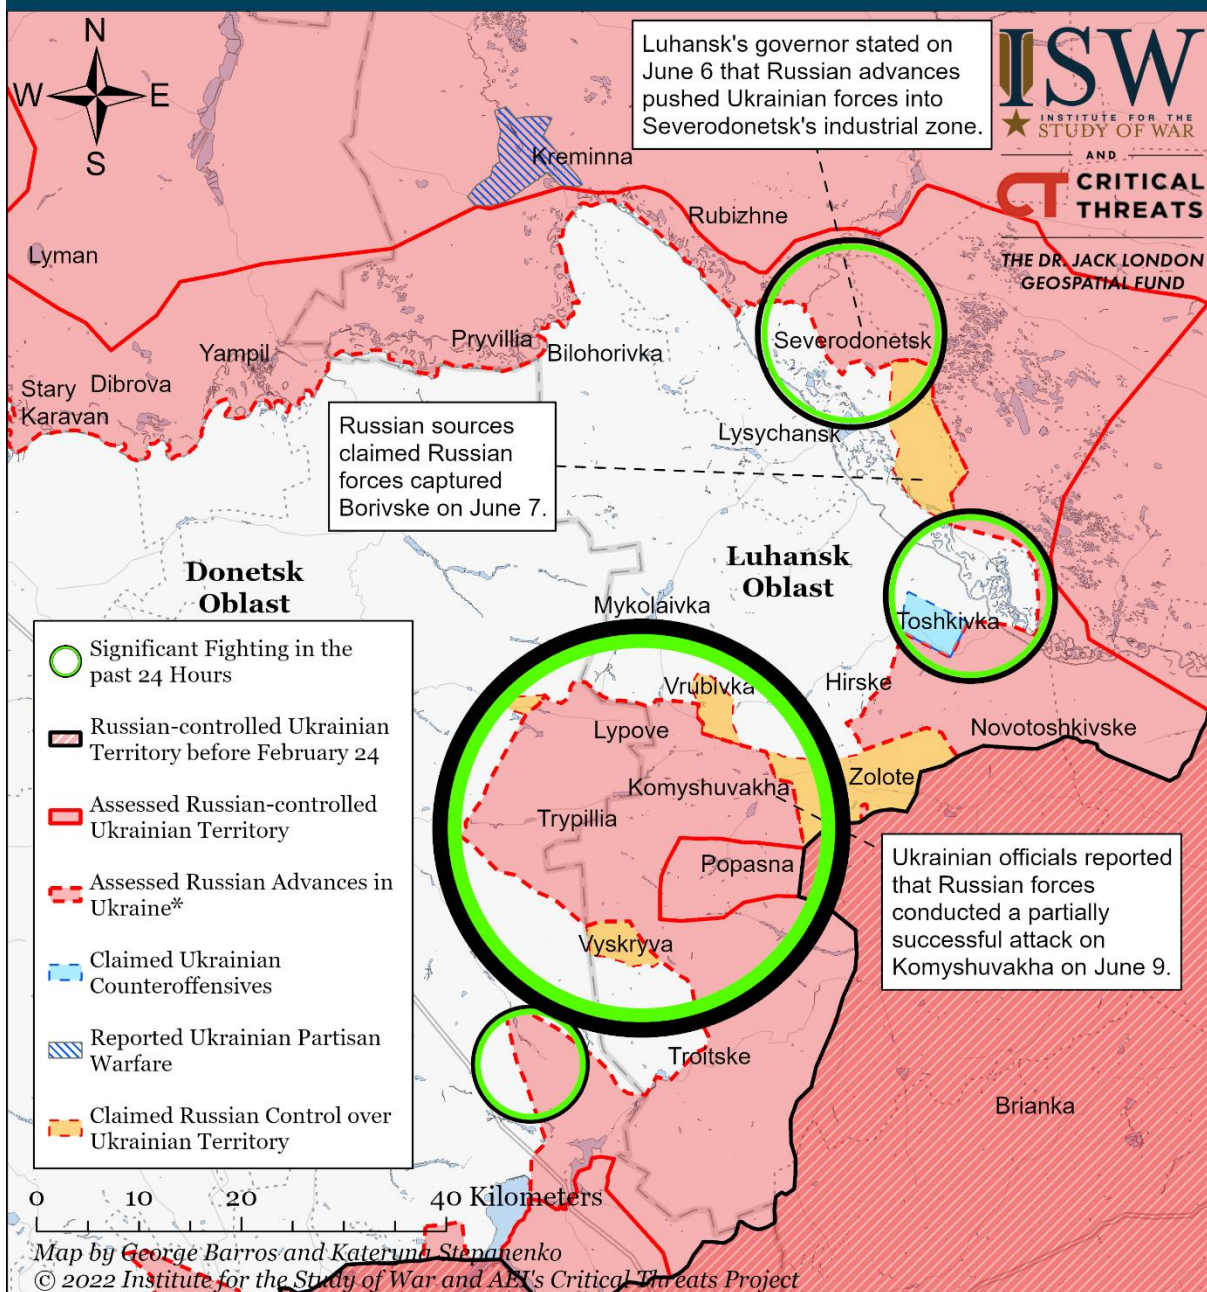 N
W
E
S
Luhansk's governor stated on
June 6 that Russian advances
pushed Ukrainian forces into
Severodonetsk's industrial zone.
ISW
INSTITUTE FOR THE
STUDY OF WAR
AND
CT CRITICAL
THREATS
THE DR. JACK LONDON
GEOSPATIAL FUND
Kreminna
Rubizhne
Lyman
Severodonetsk
Pryvillia
Bilohorivka
Yampil
Stary
Karavan
Dibrova
Lysychansk
Russian sources
claimed Russian
forces captured
Borivske on June 7.
Donetsk
Oblast
Luhansk
Oblast
Mykolaivka
Toshkivka
Vrubivka
Hirske
Lypove
Novotoshkivske
Komyshuvakha
Zolote
Trypillia
Popasna
Vyskryva
Troitske
Brianka
Ukrainian officials reported
that Russian forces
conducted a partially
successful attack on
Komyshuvakha on June 9.
Significant Fighting in the
past 24 Hours
Russian-controlled Ukrainian
Territory before February 24
Assessed Russian-controlled
Ukrainian Territory
Assessed Russian Advances in
Ukraine*
Claimed Ukrainian
Counteroffensives
Reported Ukrainian Partisan
Warfare
Claimed Russian Control over
Ukrainian Territory
0 10 20 40 Kilometers
Map by George Barros and Kateryna Stepanenko
© 2022 Institute for the Study of War and AEI's Critical Threats Project